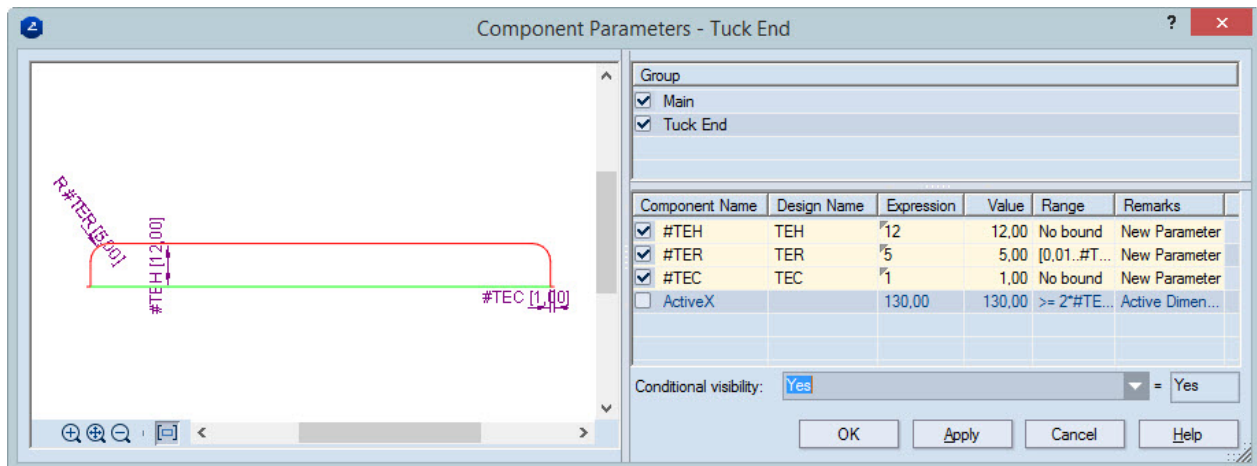 Component Parameters - Tuck End
?
R#TER [5,00]
#TEH [12,00]
#TEC [1,00]
Group
Main
Tuck End
Component Name Design Name Expression Value Range Remarks
#TEH TEH 12 12,00 No bound New Parameter
#TER TER 5 5,00 [0,01..#T... New Parameter
#TEC TEC 1 1,00 No bound New Parameter
ActiveX 130,00 130,00 >= 2*#TE... Active Dimen...
Conditional visibility: Yes = Yes
OK Apply Cancel Help